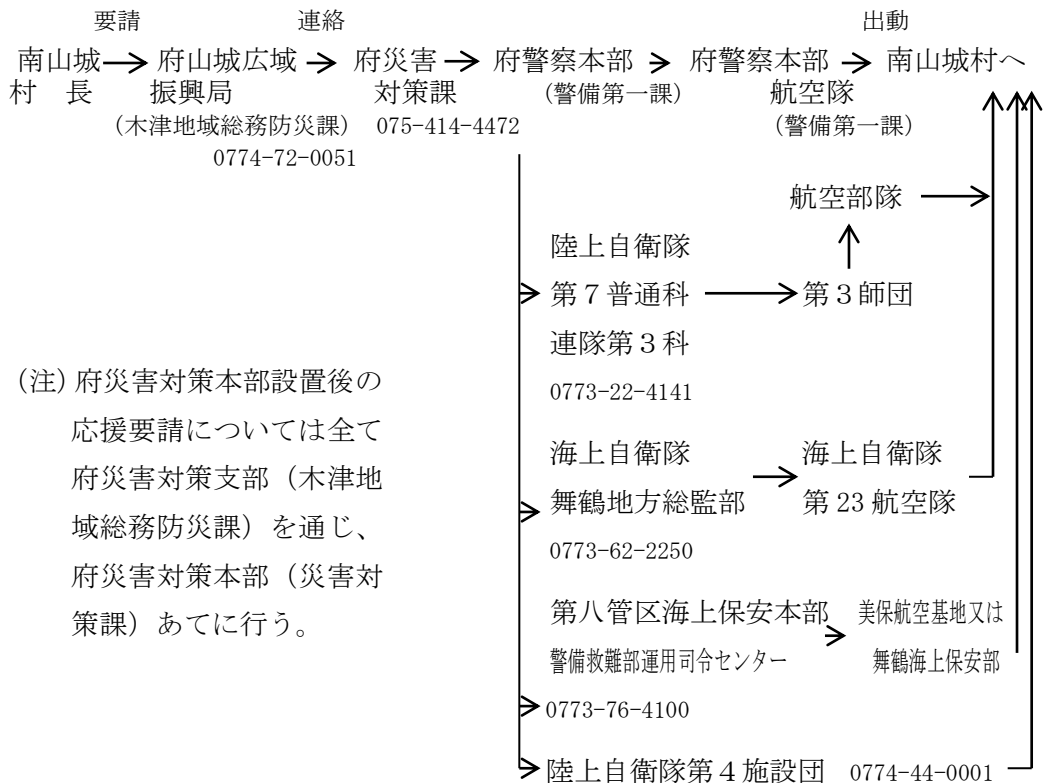 要請 連絡 出動
南山城 府山城広域 府災害 府警察本部 府警察本部 南山城村へ
村 長 振興局 対策課 (警備第一課) 航空隊
(木津地域総務防災課) 075-414-4472 (警備第一課)
0774-72-0051
航空部隊
陸上自衛隊
第7普通科 第3師団
連隊第3科
0773-22-4141
(注)府災害対策本部設置後の
応援要請については全て
府災害対策支部(木津地
域総務防災課)を通じ、
府災害対策本部(災害対
策課)あてに行う。
海上自衛隊 海上自衛隊
舞鶴地方総監部 第23航空隊
0773-62-2250
第八管区海上保安本部 美保航空基地又は
警備救難部運用司令センター 舞鶴海上保安部
0773-76-4100
陸上自衛隊第4施設団 0774-44-0001